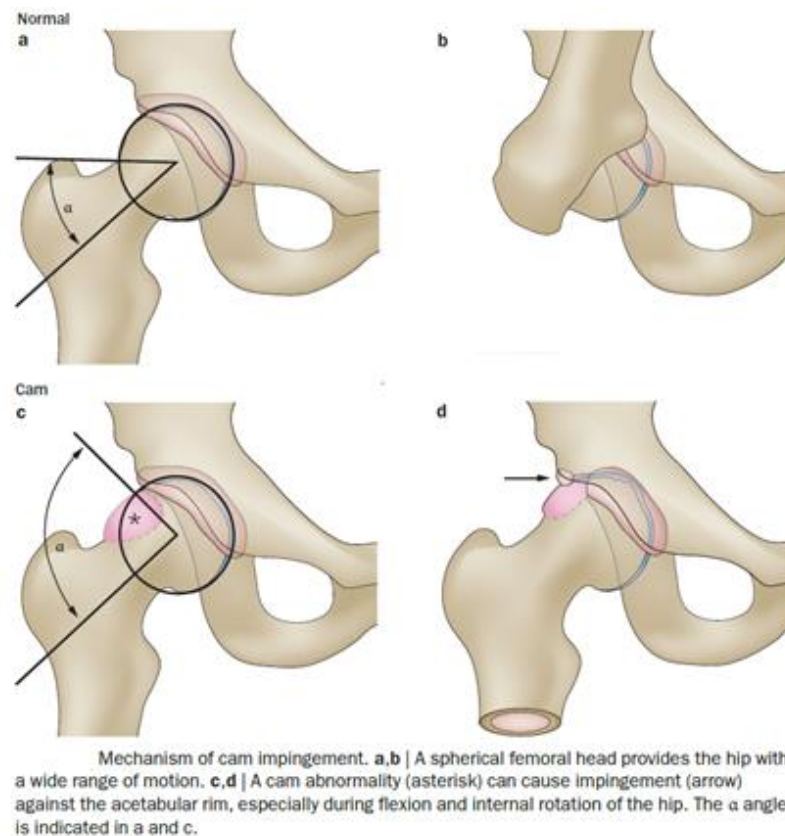 Normal
a
b
α
Cam
c
d
*
α
Mechanism of cam impingement. a,b | A spherical femoral head provides the hip with
a wide range of motion. c,d | A cam abnormality (asterisk) can cause impingement (arrow)
against the acetabular rim, especially during flexion and internal rotation of the hip. The α angle
is indicated in a and c.